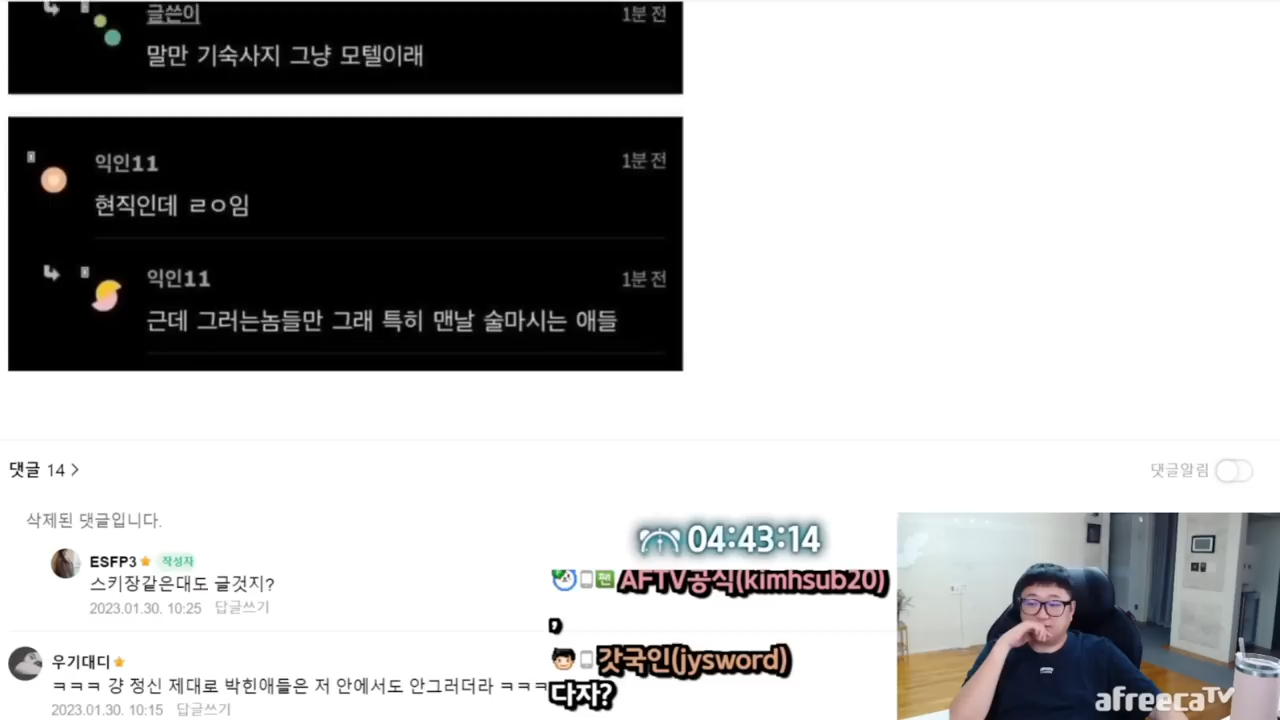 글쓴이
1분 전
말만 기숙사지 그냥 모텔이래
익인11
1분 전
현직인데 ㄹㅇ임
익인11
1분 전
근데 그러는놈들만 그래 특히 맨날 술마시는 애들
댓글 14 >
댓글알림
삭제된 댓글입니다.
ESFP3 작성자
스키장같은대도 글것지?
2023.01.30. 10:25 답글쓰기
우기대디
ㅋㅋㅋ 걍 정신 제대로 박힌애들은 저 안에서도 안그러더라 ㅋㅋㅋ
2023.01.30. 10:15 답글쓰기
04:43:14
팬 AFTV공식(kimhsub20)
,
갓국인(jysword)
다자?
afreecaTV